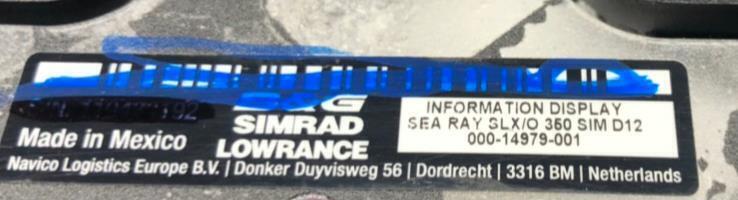 B&G
SIMRAD
LOWRANCE
Made in Mexico
INFORMATION DISPLAY
SEA RAY SLX/O 350 SIM D12
000-14979-001
Navico Logistics Europe B.V. | Donker Duyvisweg 56 | Dordrecht | 3316 BM | Netherlands